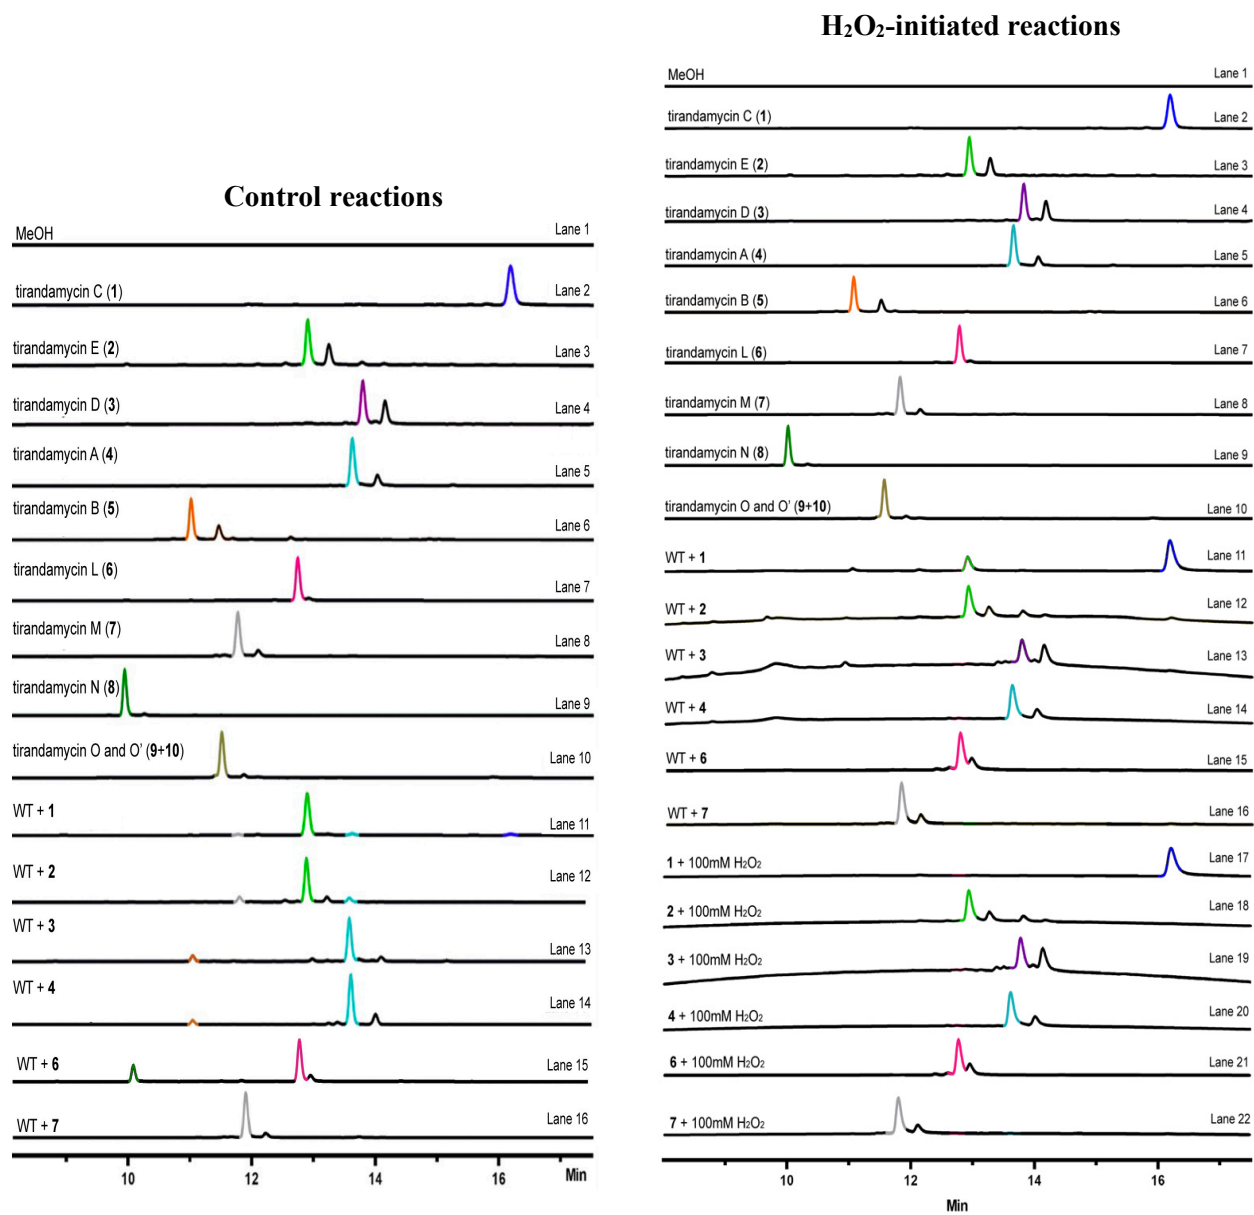 Control reactions
MeOH Lane 1
tirandamycin C (1) Lane 2
tirandamycin E (2) Lane 3
tirandamycin D (3) Lane 4
tirandamycin A (4) Lane 5
tirandamycin B (5) Lane 6
tirandamycin L (6) Lane 7
tirandamycin M (7) Lane 8
tirandamycin N (8) Lane 9
tirandamycin O and O' (9+10) Lane 10
WT + 1 Lane 11
WT + 2 Lane 12
WT + 3 Lane 13
WT + 4 Lane 14
WT + 6 Lane 15
WT + 7 Lane 16
10 12 14 16 Min
H₂O₂-initiated reactions
MeOH Lane 1
tirandamycin C (1) Lane 2
tirandamycin E (2) Lane 3
tirandamycin D (3) Lane 4
tirandamycin A (4) Lane 5
tirandamycin B (5) Lane 6
tirandamycin L (6) Lane 7
tirandamycin M (7) Lane 8
tirandamycin N (8) Lane 9
tirandamycin O and O' (9+10) Lane 10
WT + 1 Lane 11
WT + 2 Lane 12
WT + 3 Lane 13
WT + 4 Lane 14
WT + 6 Lane 15
WT + 7 Lane 16
1 + 100mM H₂O₂ Lane 17
2 + 100mM H₂O₂ Lane 18
3 + 100mM H₂O₂ Lane 19
4 + 100mM H₂O₂ Lane 20
6 + 100mM H₂O₂ Lane 21
7 + 100mM H₂O₂ Lane 22
10 12 14 16
Min